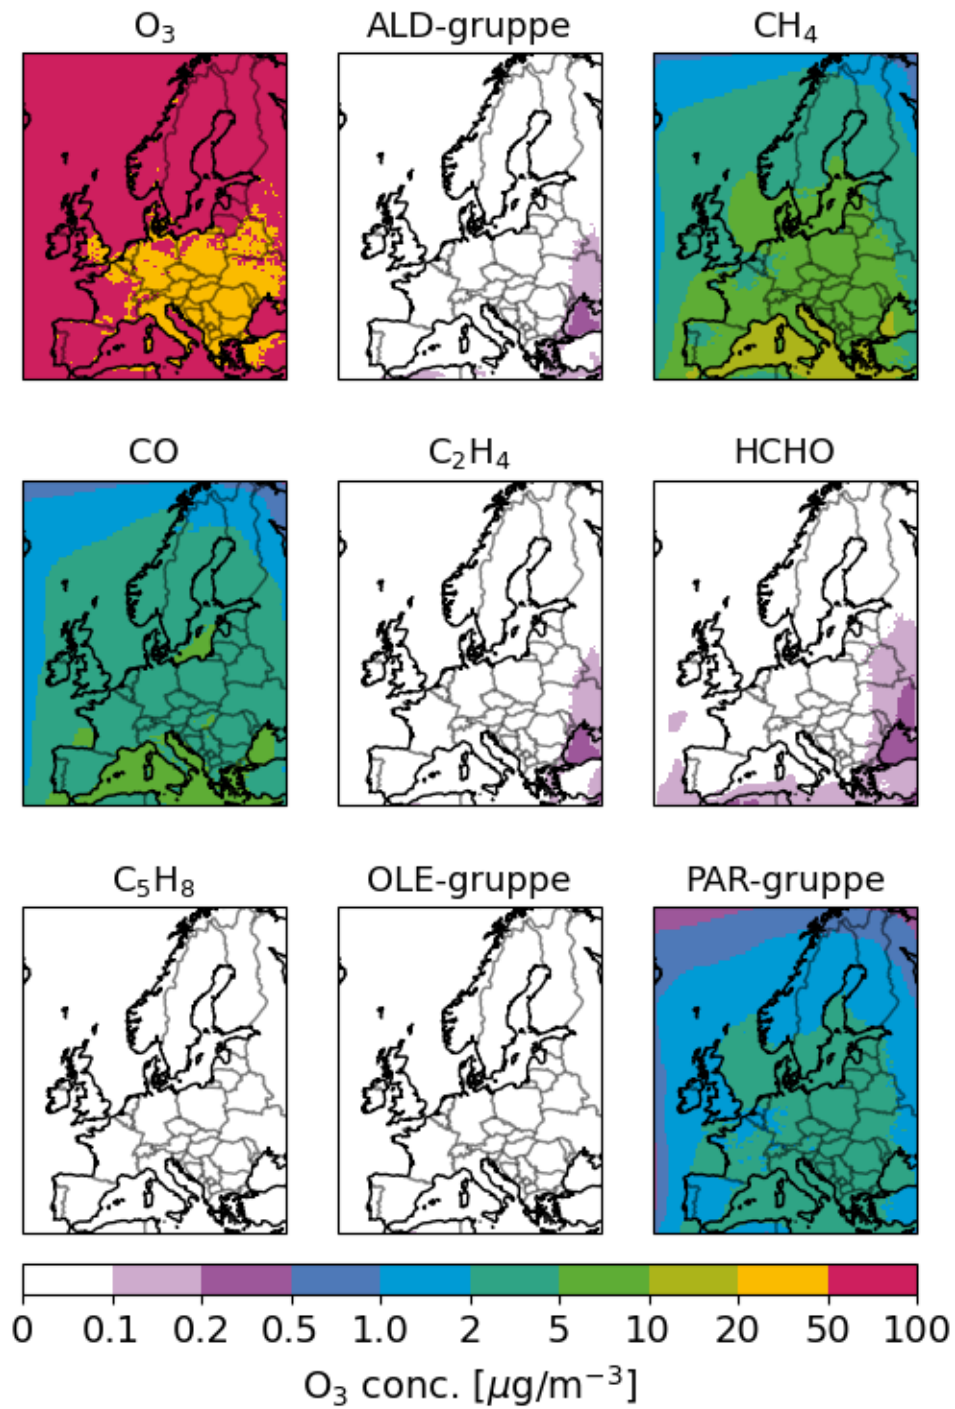 O₃ ALD-gruppe CH₄
CO C₂H₄ HCHO
C₅H₈ OLE-gruppe PAR-gruppe
0 0.1 0.2 0.5 1.0 2 5 10 20 50 100
O₃ conc. [μg/m⁻³]